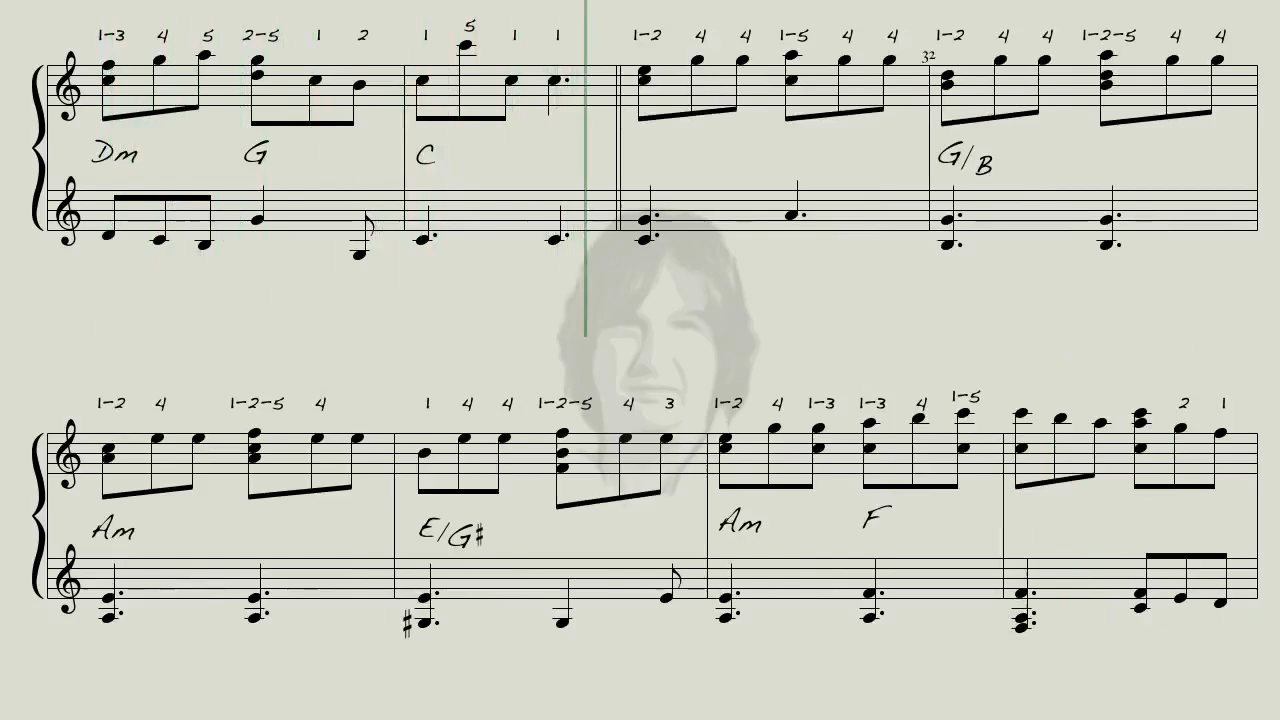 1-3 4 5 2-5 1 2 1 5 1 1 1-2 4 4 1-5 4 4 1-2 4 4 1-2-5 4 4
32
Dm G C G/B
1-2 4 1-2-5 4 1 4 4 1-2-5 4 3 1-2 4 1-3 1-3 4 1-5 2 1
Am E/G♯ Am F